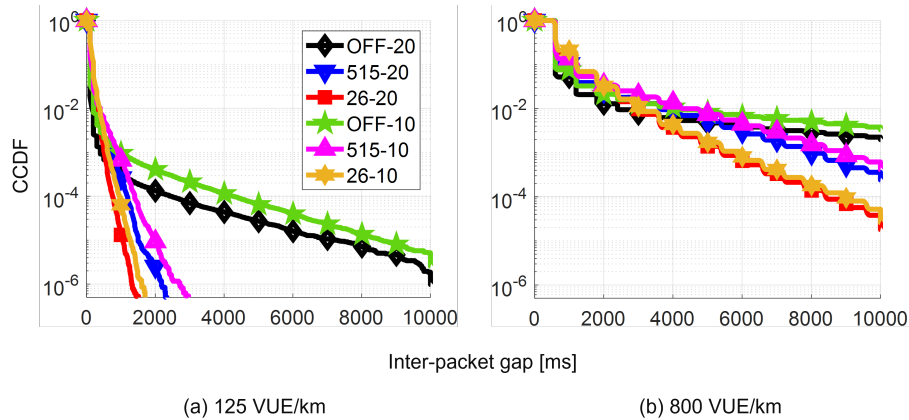 10^0
10^-2
10^-4
10^-6
CCDF
OFF-20
515-20
26-20
OFF-10
515-10
26-10
0 2000 4000 6000 8000 10000
10^0
10^-2
10^-4
10^-6
0 2000 4000 6000 8000 10000
Inter-packet gap [ms]
(a) 125 VUE/km
(b) 800 VUE/km